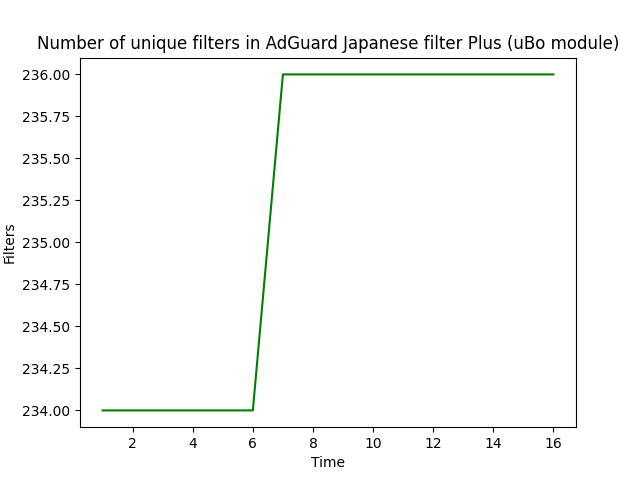 Number of unique filters in AdGuard Japanese filter Plus (uBo module)
236.00
235.75
235.50
235.25
235.00
234.75
234.50
234.25
234.00
Filters
2 4 6 8 10 12 14 16
Time